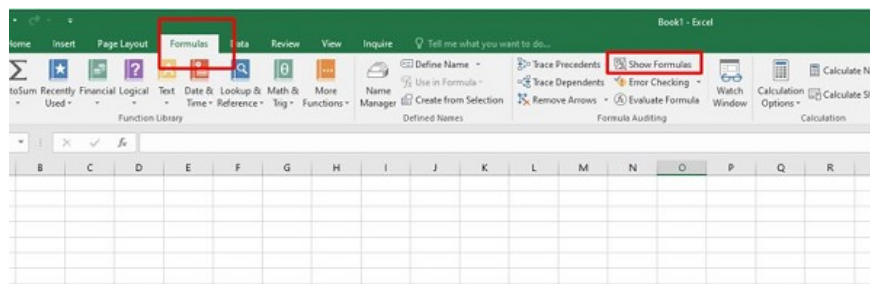 Book1 - Excel
Home Insert Page Layout Formulas Data Review View Inquire Tell me what you want to do...
toSum Recently Used Financial Logical Text Date & Time Lookup & Reference Math & Trig More Functions
Function Library
Name Manager
Define Name
Use in Formula
Create from Selection
Defined Names
Trace Precedents Show Formulas
Trace Dependents Error Checking
Remove Arrows Evaluate Formula
Watch Window
Formula Auditing
Calculation Options
Calculate N
Calculate Sh
Calculation
fx
B C D E F G H I J K L M N O P Q R